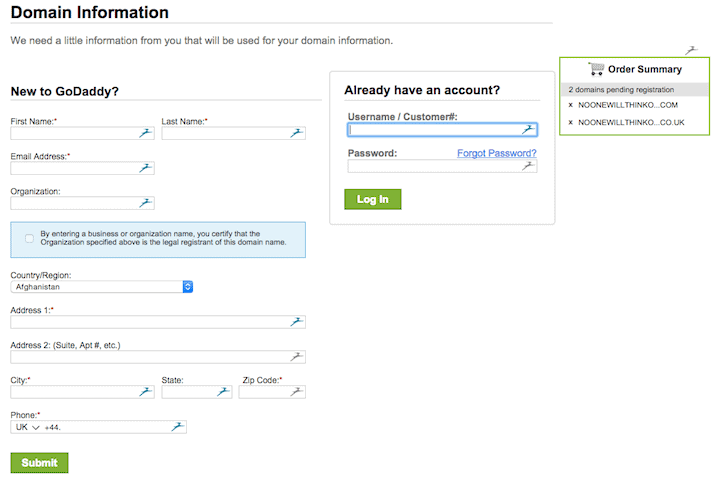 Domain Information
We need a little information from you that will be used for your domain information.
New to GoDaddy?
First Name:* Last Name:*
Email Address:*
Organization:
By entering a business or organization name, you certify that the
Organization specified above is the legal registrant of this domain name.
Country/Region:
Afghanistan
Address 1:*
Address 2: (Suite, Apt #, etc.)
City:* State: Zip Code:*
Phone:*
UK +44.
Submit
Already have an account?
Username / Customer#:
Password: Forgot Password?
Log In
Order Summary
2 domains pending registration
x NOONEWILLTHINKO...COM
x NOONEWILLTHINKO...CO.UK